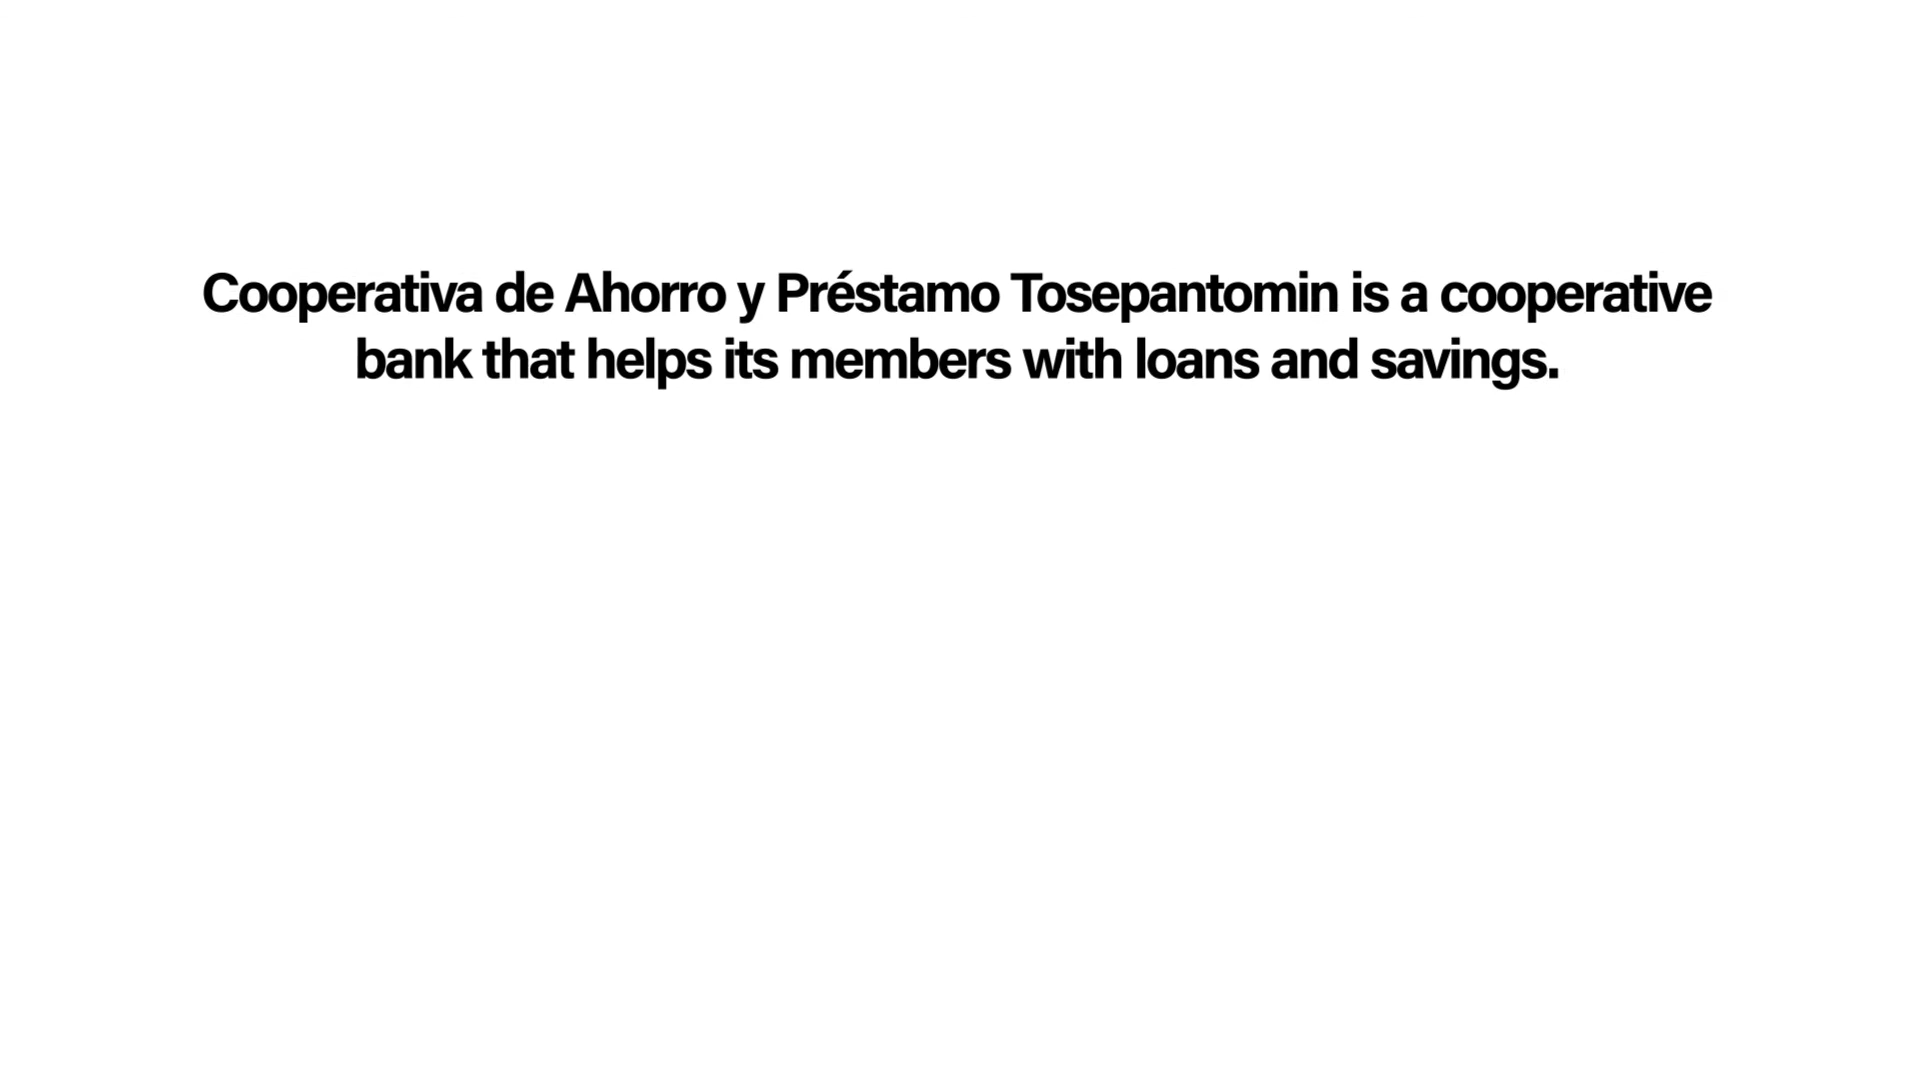 Cooperativa de Ahorro y Préstamo Tosepantomin is a cooperative
bank that helps its members with loans and savings.